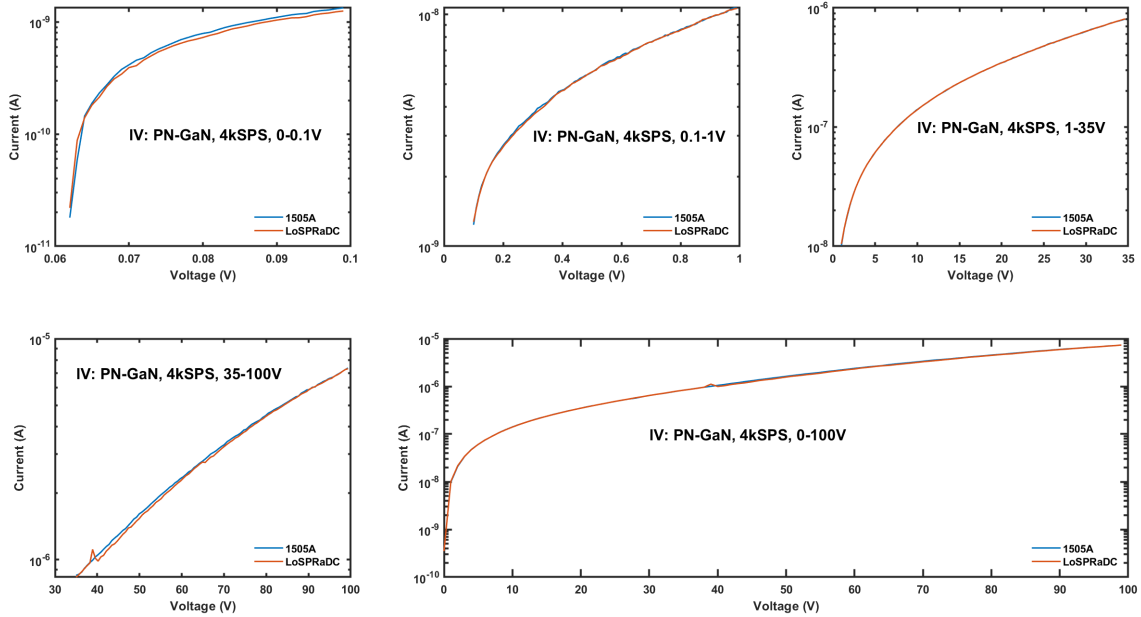 10^-9
10^-10
10^-11
Current (A)
IV: PN-GaN, 4kSPS, 0-0.1V
1505A
LoSPRaDC
0.06 0.07 0.08 0.09 0.1
Voltage (V)
10^-8
10^-9
Current (A)
IV: PN-GaN, 4kSPS, 0.1-1V
1505A
LoSPRaDC
0 0.2 0.4 0.6 0.8 1
Voltage (V)
10^-6
10^-7
10^-8
Current (A)
IV: PN-GaN, 4kSPS, 1-35V
1505A
LoSPRaDC
0 5 10 15 20 25 30 35
Voltage (V)
10^-5
10^-6
Current (A)
IV: PN-GaN, 4kSPS, 35-100V
1505A
LoSPRaDC
30 40 50 60 70 80 90 100
Voltage (V)
10^-5
10^-6
10^-7
10^-8
10^-9
10^-10
Current (A)
IV: PN-GaN, 4kSPS, 0-100V
1505A
LoSPRaDC
0 10 20 30 40 50 60 70 80 90 100
Voltage (V)